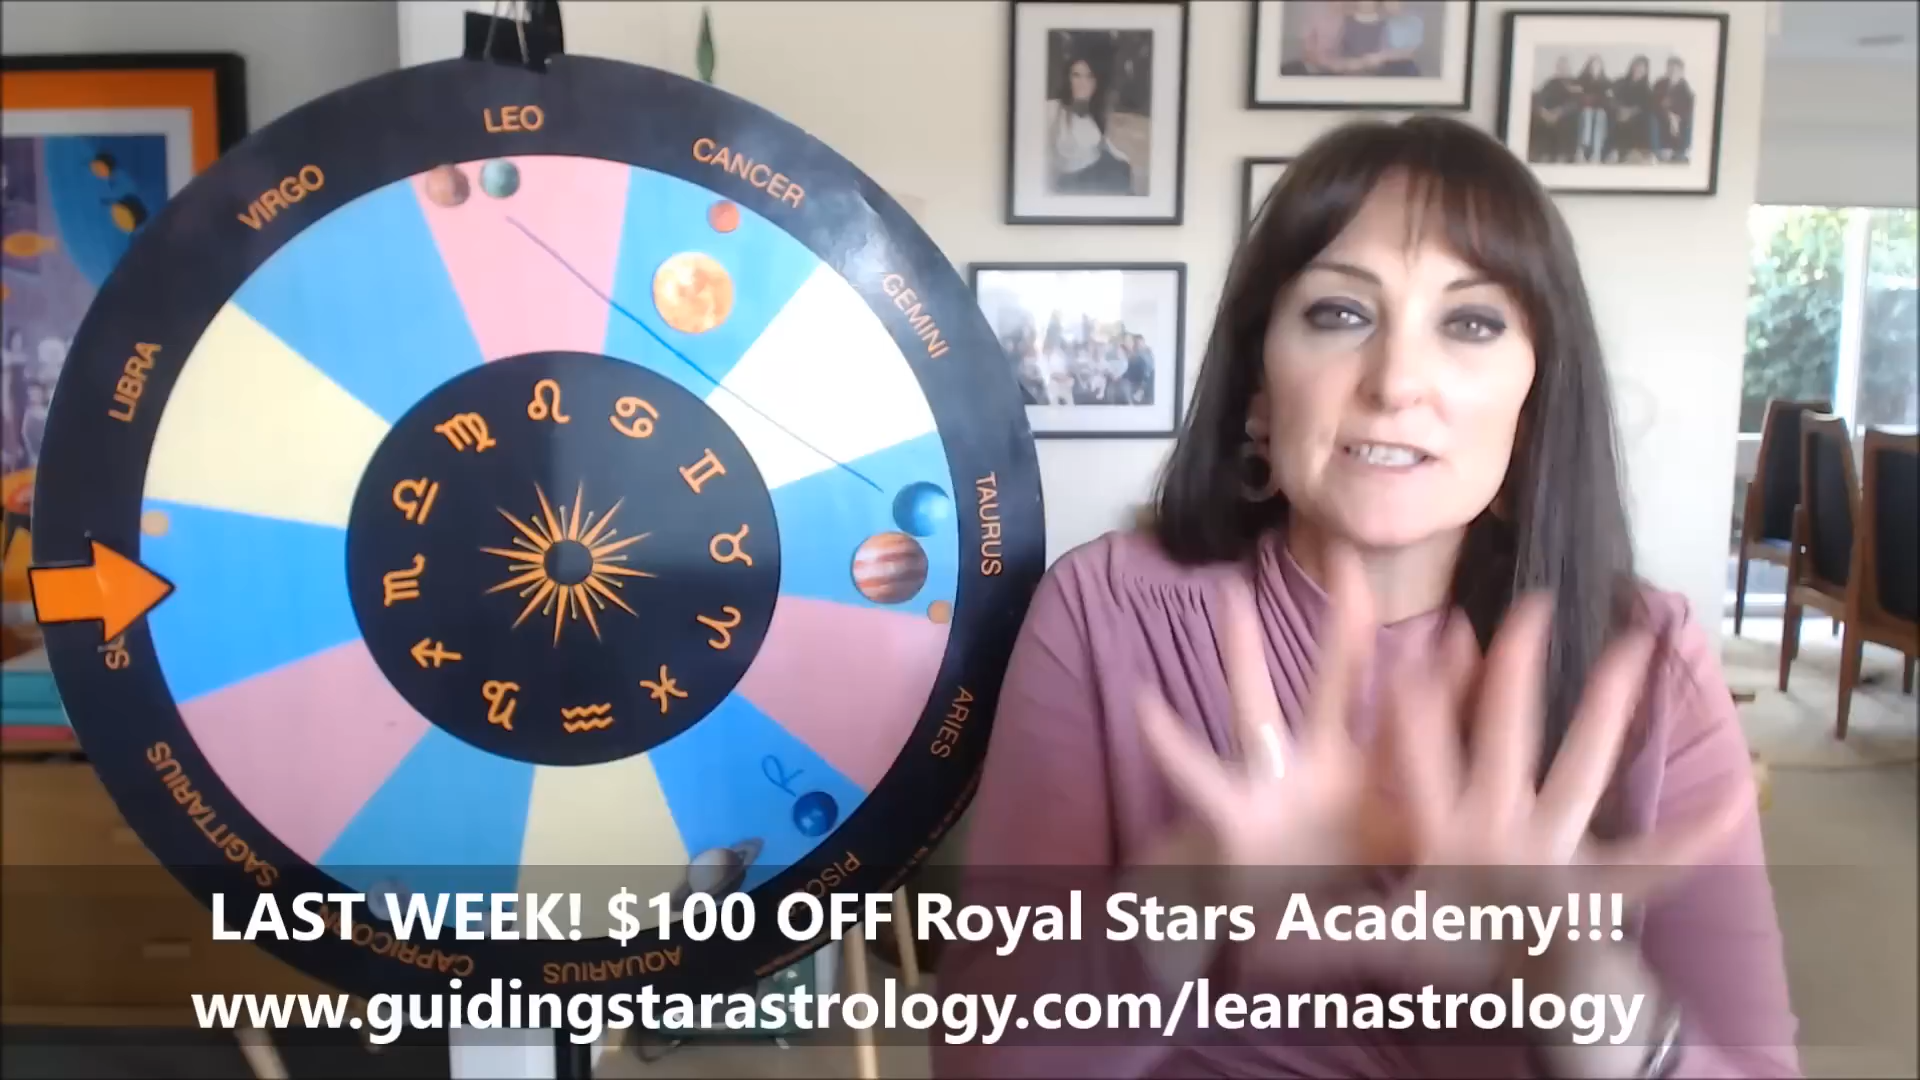 LEO
CANCER
VIRGO
GEMINI
LIBRA
TAURUS
ARIES
SAGITTARIUS
R
AQUARIUS
LAST WEEK! $100 OFF Royal Stars Academy!!!
www.guidingstarastrology.com/learnastrology